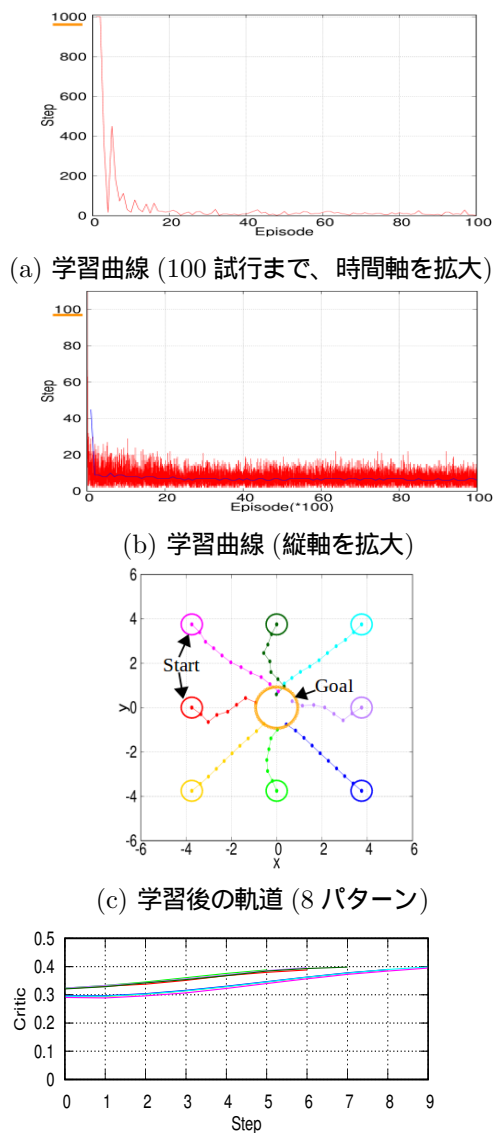 1000
800
600
400
200
0
Step
0 20 40 60 80 100
Episode
(a) 学習曲線 (100 試行まで、時間軸を拡大)
100
80
60
40
20
0
Step
0 20 40 60 80 100
Episode(*100)
(b) 学習曲線 (縦軸を拡大)
6
4
2
0
-2
-4
-6
y
Start
Goal
-6 -4 -2 0 2 4 6
x
(c) 学習後の軌道 (8 パターン)
0.5
0.4
0.3
0.2
0.1
0
Critic
0 1 2 3 4 5 6 7 8 9
Step